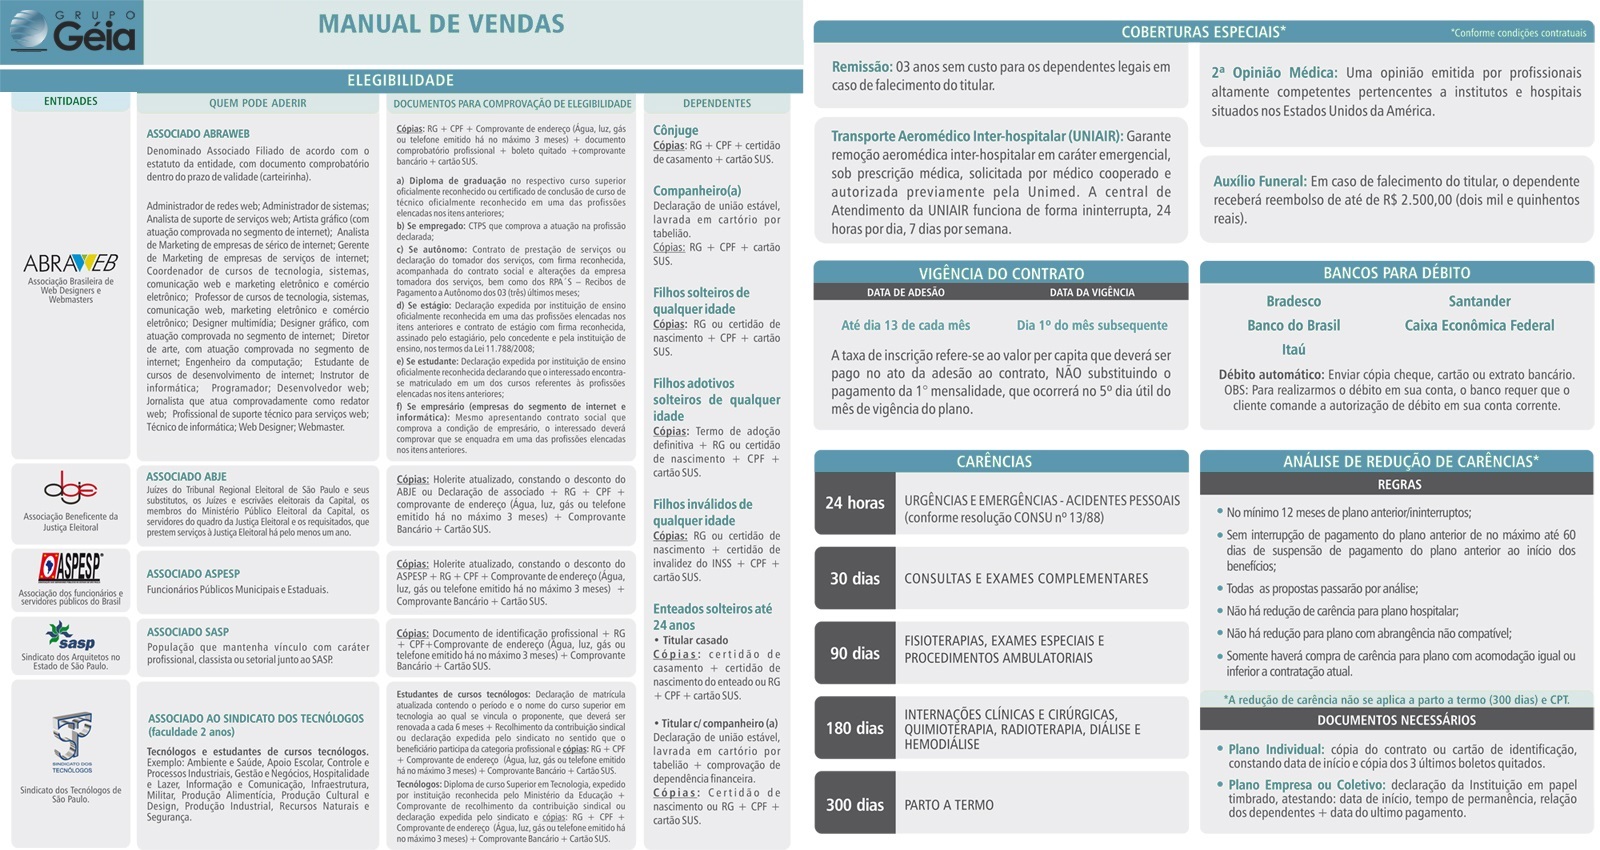 GRUPO
Géia
MANUAL DE VENDAS
ELEGIBILIDADE
ENTIDADES
QUEM PODE ADERIR
DOCUMENTOS PARA COMPROVAÇÃO DE ELEGIBILIDADE
DEPENDENTES
ABRAWEB
Associação Brasileira de
Web Designers e
Webmasters
ASSOCIADO ABRAWEB
Denominado Associado Filiado de acordo com o
estatuto da entidade, com documento comprobatório
dentro do prazo de validade (carteirinha).
Administrador de redes web; Administrador de sistemas;
Analista de suporte de serviços web; Artista gráfico (com
atuação comprovada no segmento de internet); Analista
de Marketing de empresas de sérico de internet; Gerente
de Marketing de empresas de serviços de internet;
Coordenador de cursos de tecnologia, sistemas,
comunicação web e marketing eletrônico e comércio
eletrônico; Professor de cursos de tecnologia, sistemas,
comunicação web, marketing eletrônico e comércio
eletrônico; Designer multimídia; Designer gráfico, com
atuação comprovada no segmento de internet; Diretor
de arte, com atuação comprovada no segmento de
internet; Engenheiro da computação; Estudante de
cursos de desenvolvimento de internet; Instrutor de
informática; Programador; Desenvolvedor web;
Jornalista que atua comprovadamente como redator
web; Profissional de suporte técnico para serviços web;
Técnico de informática; Web Designer; Webmaster.
Cópias: RG + CPF + Comprovante de endereço (Água, luz, gás
ou telefone emitido há no máximo 3 meses) + documento
comprobatório profissional + boleto quitado +comprovante
bancário + cartão SUS.
a) Diploma de graduação no respectivo curso superior
oficialmente reconhecido ou certificado de conclusão de curso de
técnico oficialmente reconhecido em uma das profissões
elencadas nos itens anteriores;
b) Se empregado: CTPS que comprova a atuação na profissão
declarada;
c) Se autônomo: Contrato de prestação de serviços ou
declaração do tomador dos serviços, com firma reconhecida,
acompanhada do contrato social e alterações da empresa
tomadora dos serviços, bem como dos RPA´S – Recibos de
Pagamento a Autônomo dos 03 (três) últimos meses;
d) Se estágio: Declaração expedida por instituição de ensino
oficialmente reconhecida em uma das profissões elencadas nos
itens anteriores e contrato de estágio com firma reconhecida,
assinado pelo estagiário, pelo concedente e pela instituição de
ensino, nos termos da Lei 11.788/2008;
e) Se estudante: Declaração expedida por instituição de ensino
oficialmente reconhecida declarando que o interessado encontra-
se matriculado em um dos cursos referentes às profissões
elencadas nos itens anteriores;
f) Se empresário (empresas do segmento de internet e
informática): Mesmo apresentando contrato social que
comprova a condição de empresário, o interessado deverá
comprovar que se enquadra em uma das profissões elencadas
nos itens anteriores.
abje
Associação Beneficente da
Justiça Eleitoral
ASSOCIADO ABJE
Juízes do Tribunal Regional Eleitoral de São Paulo e seus
substitutos, os Juízes e escrivães eleitorais da Capital, os
membros do Ministério Público Eleitoral da Capital, os
servidores do quadro da Justiça Eleitoral e os requisitados, que
prestem serviços à Justiça Eleitoral há pelo menos um ano.
Cópias: Holerite atualizado, constando o desconto do
ABJE ou Declaração de associado + RG + CPF +
comprovante de endereço (Água, luz, gás ou telefone
emitido há no máximo 3 meses) + Comprovante
Bancário + Cartão SUS.
ASPESP
Associação dos funcionários e
servidores públicos do Brasil
ASSOCIADO ASPESP
Funcionários Públicos Municipais e Estaduais.
Cópias: Holerite atualizado, constando o desconto do
ASPESP + RG + CPF + Comprovante de endereço (Água,
luz, gás ou telefone emitido há no máximo 3 meses) +
Comprovante Bancário + Cartão SUS.
sasp
Sindicato dos Arquitetos no
Estado de São Paulo.
ASSOCIADO SASP
População que mantenha vínculo com caráter
profissional, classista ou setorial junto ao SASP.
Cópias: Documento de identificação profissional + RG
+ CPF+Comprovante de endereço (Água, luz, gás ou
telefone emitido há no máximo 3 meses) + Comprovante
Bancário + Cartão SUS.
SINDICATO DOS
TECNÓLOGOS
Sindicato dos Tecnólogos de
São Paulo.
ASSOCIADO AO SINDICATO DOS TECNÓLOGOS
(faculdade 2 anos)
Tecnólogos e estudantes de cursos tecnólogos.
Exemplo: Ambiente e Saúde, Apoio Escolar, Controle e
Processos Industriais, Gestão e Negócios, Hospitalidade
e Lazer, Informação e Comunicação, Infraestrutura,
Militar, Produção Alimentícia, Produção Cultural e
Design, Produção Industrial, Recursos Naturais e
Segurança.
Estudantes de cursos tecnólogos: Declaração de matrícula
atualizada contendo o período e o nome do curso superior em
tecnologia ao qual se vincula o proponente, que deverá ser
renovada a cada 6 meses + Recolhimento da contribuição sindical
ou declaração expedida pelo sindicato no sentido que o
beneficiário participa da categoria profissional e cópias: RG + CPF
+ Comprovante de endereço (Água, luz, gás ou telefone emitido
há no máximo 3 meses) + Comprovante Bancário + Cartão SUS.
Tecnólogos: Diploma de curso Superior em Tecnologia, expedido
por instituição reconhecida pelo Ministério da Educação +
Comprovante de recolhimento da contribuição sindical ou
declaração expedida pelo sindicato e cópias: RG + CPF +
Comprovante de endereço (Água, luz, gás ou telefone emitido há
no máximo 3 meses) + Comprovante Bancário + Cartão SUS.
Cônjuge
Cópias: RG + CPF + certidão
de casamento + cartão SUS.
Companheiro(a)
Declaração de união estável,
lavrada em cartório por
tabelião.
Cópias: RG + CPF + cartão
SUS.
Filhos solteiros de
qualquer idade
Cópias: RG ou certidão de
nascimento + CPF + cartão
SUS.
Filhos adotivos
solteiros de qualquer
idade
Cópias: Termo de adoção
definitiva + RG ou certidão
de nascimento + CPF +
cartão SUS.
Filhos inválidos de
qualquer idade
Cópias: RG ou certidão de
nascimento + certidão de
invalidez do INSS + CPF +
cartão SUS.
Enteados solteiros até
24 anos
• Titular casado
Cópias: certidão de
casamento + certidão de
nascimento do enteado ou RG
+ CPF + cartão SUS.
• Titular c/ companheiro (a)
Declaração de união estável,
lavrada em cartório por
tabelião + comprovação de
dependência financeira.
Cópias: Certidão de
nascimento ou RG + CPF +
cartão SUS.
COBERTURAS ESPECIAIS*
*Conforme condições contratuais
Remissão: 03 anos sem custo para os dependentes legais em
caso de falecimento do titular.
Transporte Aeromédico Inter-hospitalar (UNIAIR): Garante
remoção aeromédica inter-hospitalar em caráter emergencial,
sob prescrição médica, solicitada por médico cooperado e
autorizada previamente pela Unimed. A central de
Atendimento da UNIAIR funciona de forma ininterrupta, 24
horas por dia, 7 dias por semana.
2ª Opinião Médica: Uma opinião emitida por profissionais
altamente competentes pertencentes a institutos e hospitais
situados nos Estados Unidos da América.
Auxílio Funeral: Em caso de falecimento do titular, o dependente
receberá reembolso de até de R$ 2.500,00 (dois mil e quinhentos
reais).
VIGÊNCIA DO CONTRATO
DATA DE ADESÃO
DATA DA VIGÊNCIA
Até dia 13 de cada mês
Dia 1º do mês subsequente
A taxa de inscrição refere-se ao valor per capita que deverá ser
pago no ato da adesão ao contrato, NÃO substituindo o
pagamento da 1° mensalidade, que ocorrerá no 5º dia útil do
mês de vigência do plano.
BANCOS PARA DÉBITO
Bradesco
Santander
Banco do Brasil
Caixa Econômica Federal
Itaú
Débito automático: Enviar cópia cheque, cartão ou extrato bancário.
OBS: Para realizarmos o débito em sua conta, o banco requer que o
cliente comande a autorização de débito em sua conta corrente.
CARÊNCIAS
24 horas
URGÊNCIAS E EMERGÊNCIAS - ACIDENTES PESSOAIS
(conforme resolução CONSU nº 13/88)
30 dias
CONSULTAS E EXAMES COMPLEMENTARES
90 dias
FISIOTERAPIAS, EXAMES ESPECIAIS E
PROCEDIMENTOS AMBULATORIAIS
180 dias
INTERNAÇÕES CLÍNICAS E CIRÚRGICAS,
QUIMIOTERAPIA, RADIOTERAPIA, DIÁLISE E
HEMODIÁLISE
300 dias
PARTO A TERMO
ANÁLISE DE REDUÇÃO DE CARÊNCIAS*
REGRAS
• No mínimo 12 meses de plano anterior/ininterruptos;
• Sem interrupção de pagamento do plano anterior de no máximo até 60
dias de suspensão de pagamento do plano anterior ao início dos
benefícios;
• Todas as propostas passarão por análise;
• Não há redução de carência para plano hospitalar;
• Não há redução para plano com abrangência não compatível;
• Somente haverá compra de carência para plano com acomodação igual ou
inferior a contratação atual.
*A redução de carência não se aplica a parto a termo (300 dias) e CPT.
DOCUMENTOS NECESSÁRIOS
• Plano Individual: cópia do contrato ou cartão de identificação,
constando data de início e cópia dos 3 últimos boletos quitados.
• Plano Empresa ou Coletivo: declaração da Instituição em papel
timbrado, atestando: data de início, tempo de permanência, relação
dos dependentes + data do ultimo pagamento.